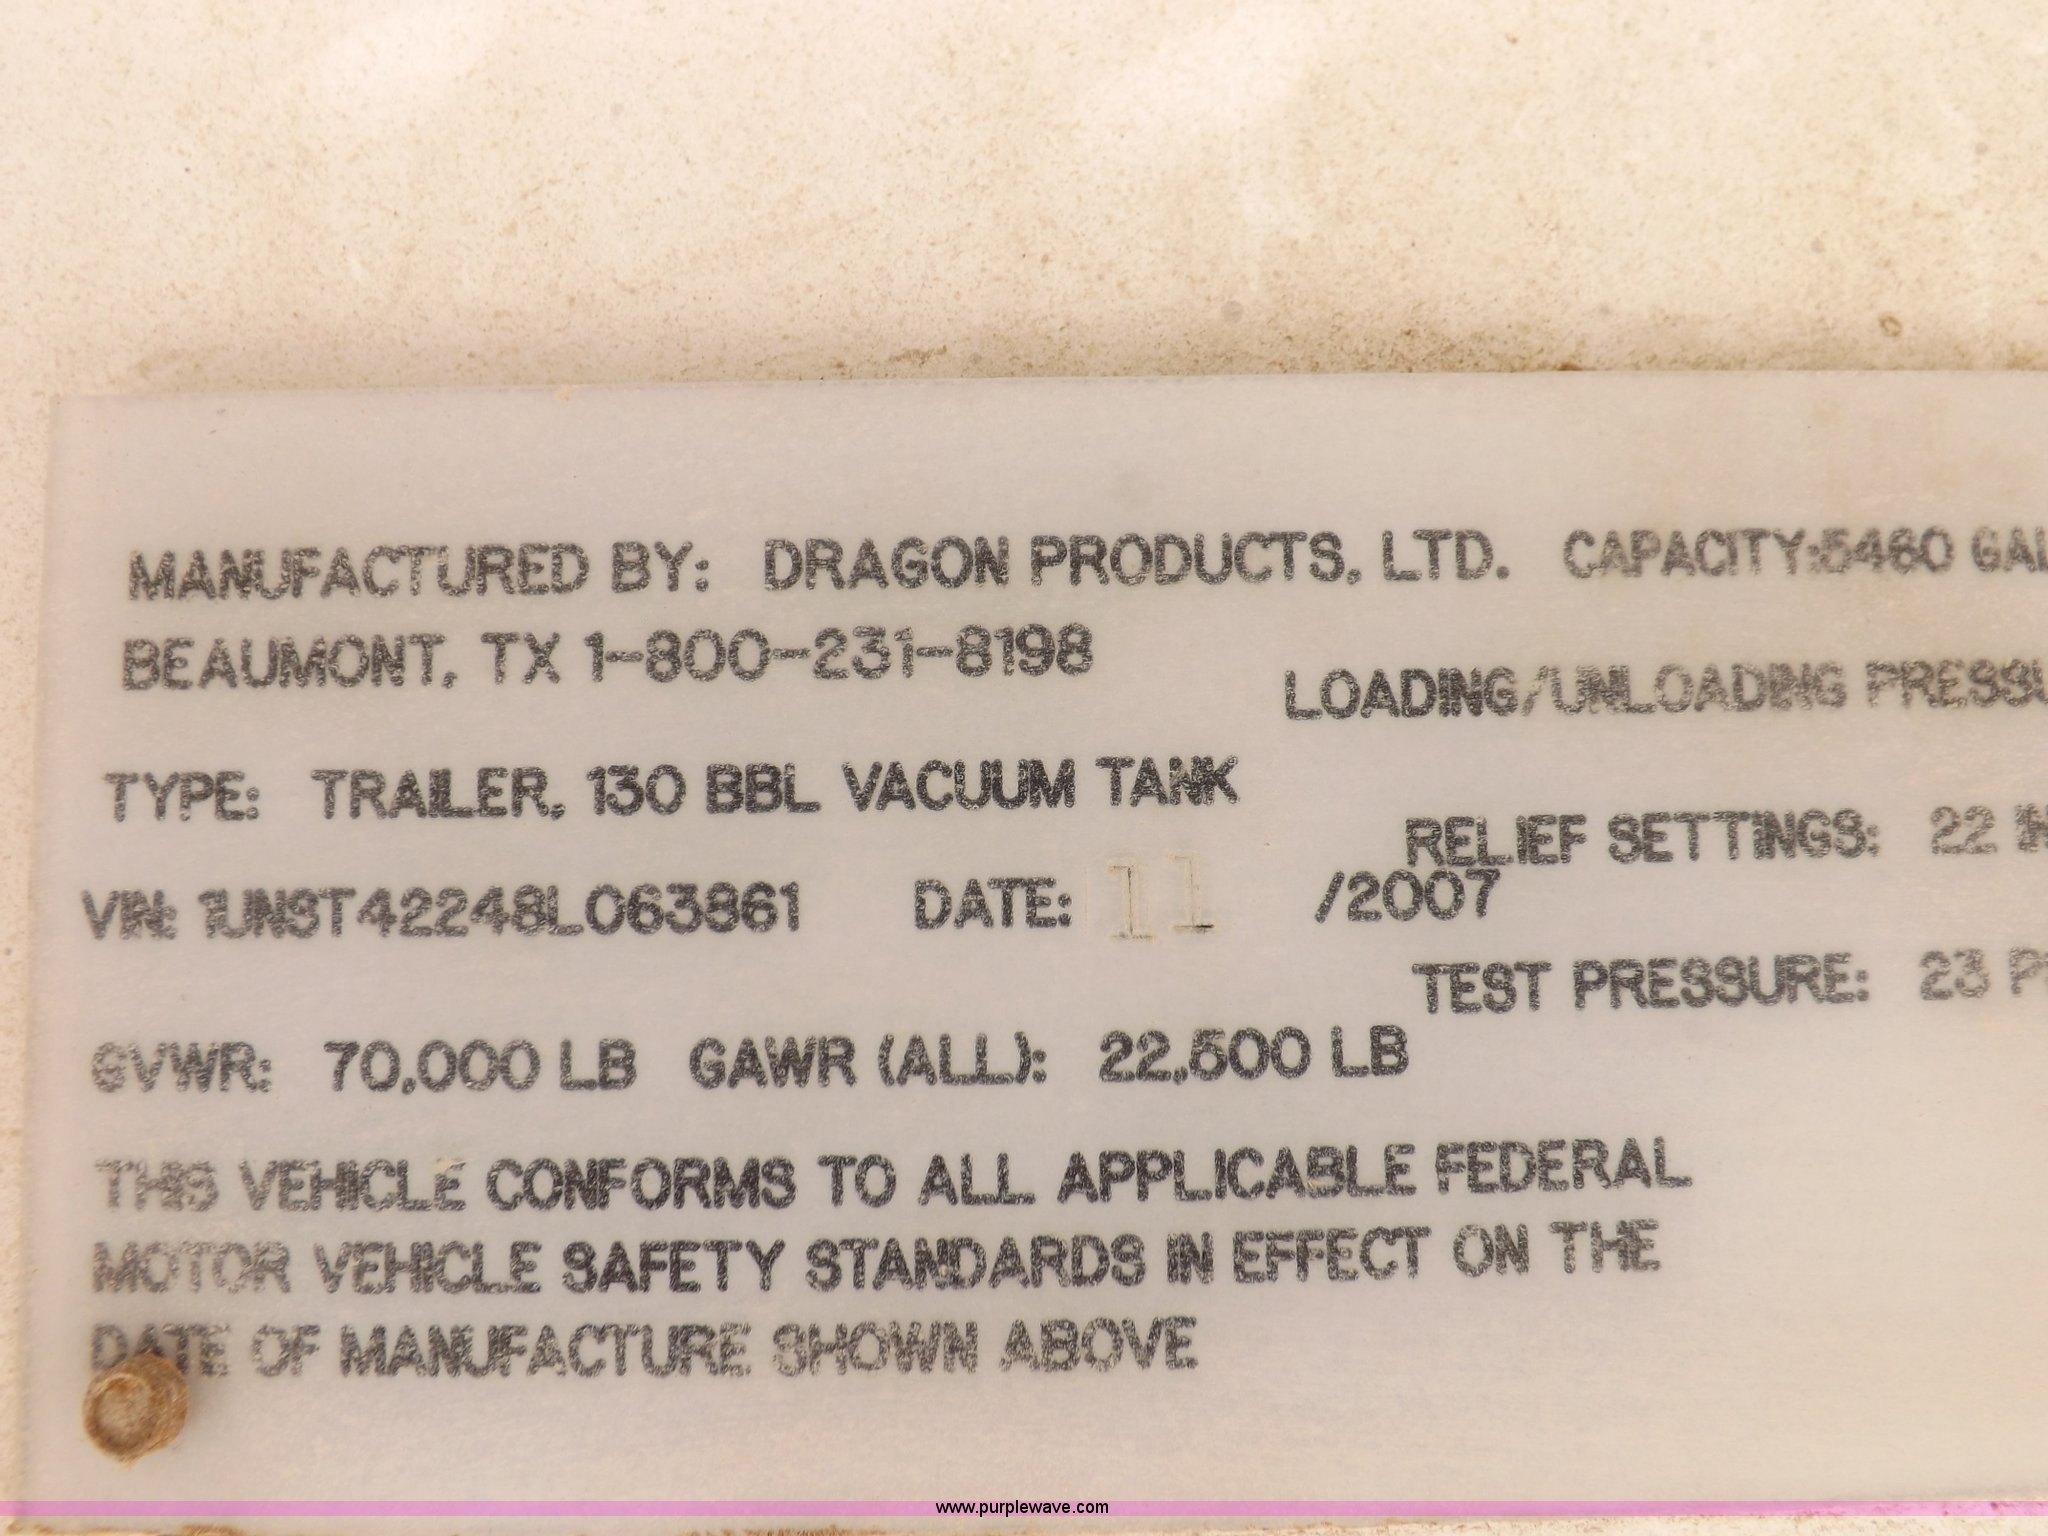 MANUFACTURED BY: DRAGON PRODUCTS, LTD. CAPACITY:5460 GAL
BEAUMONT, TX 1-800-231-8198
LOADING/UNLOADING PRESSU
TYPE: TRAILER, 130 BBL VACUUM TANK
RELIEF SETTINGS: 22 IN
VIN: 1UNST42248L063861 DATE: 11 /2007
TEST PRESSURE: 23 P
GVWR: 70,000 LB GAWR (ALL): 22,500 LB
THIS VEHICLE CONFORMS TO ALL APPLICABLE FEDERAL
MOTOR VEHICLE SAFETY STANDARDS IN EFFECT ON THE
DATE OF MANUFACTURE SHOWN ABOVE
www.purplewave.com